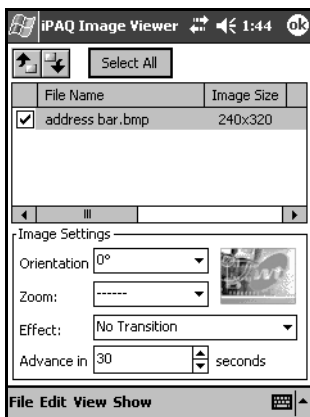 iPAQ Image Viewer 1:44 ok
Select All
File Name Image Size
address bar.bmp 240x320
Image Settings
Orientation 0°
Zoom: ------
Effect: No Transition
Advance in 30 seconds
File Edit View Show